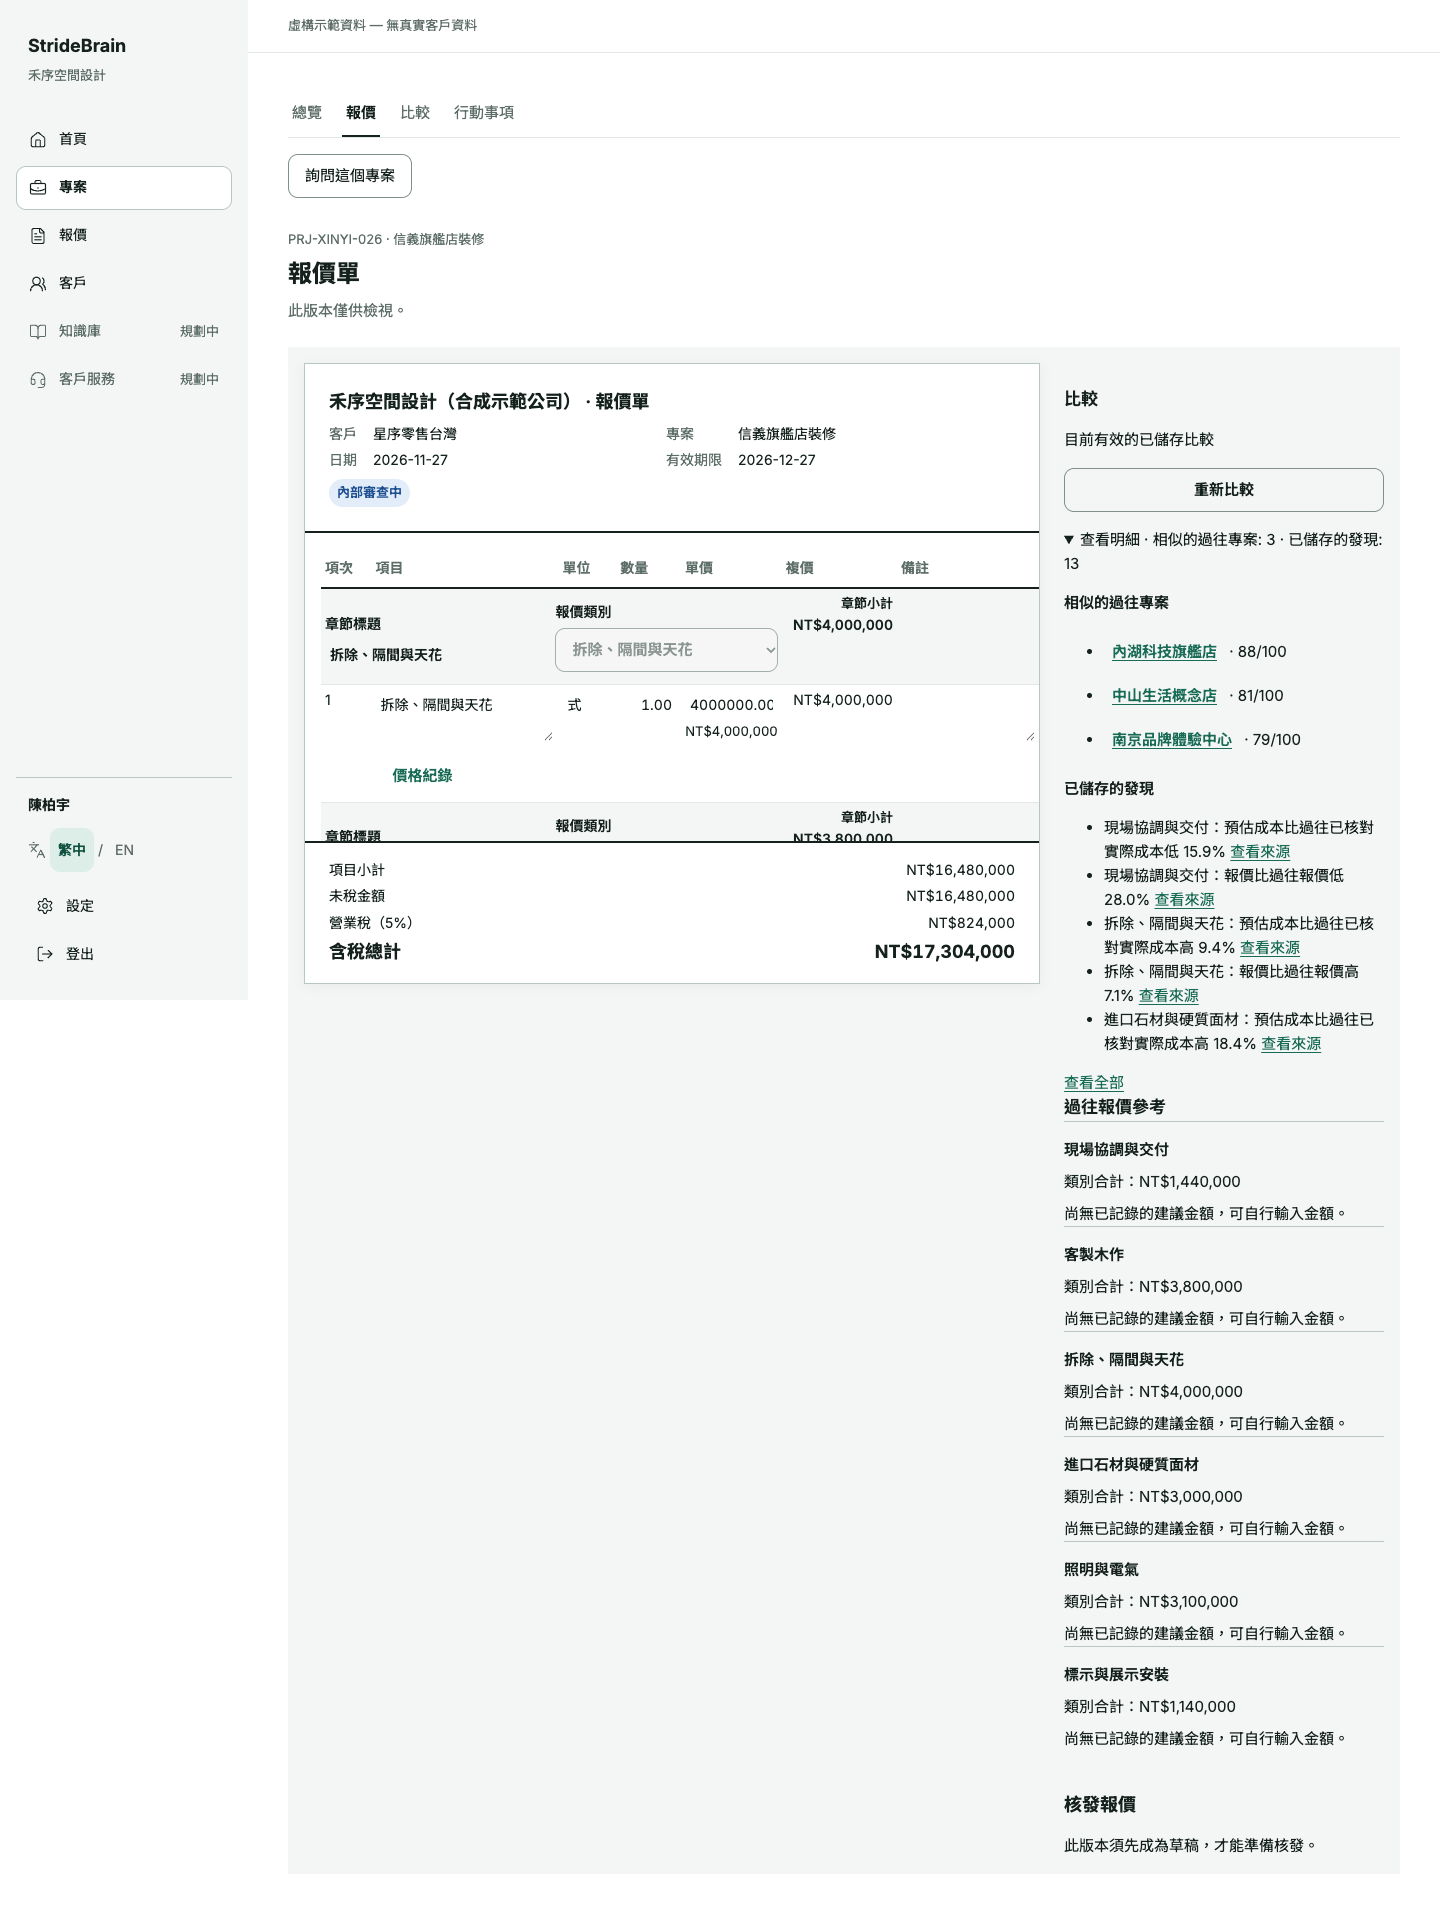 StrideBrain
禾序空間設計
首頁
專案
報價
客戶
知識庫 規劃中
客戶服務 規劃中
陳柏宇
繁中 / EN
設定
登出
虛構示範資料 — 無真實客戶資料
總覽 報價 比較 行動事項
詢問這個專案
PRJ-XINYI-026 · 信義旗艦店裝修
報價單
此版本僅供檢視。
禾序空間設計（合成示範公司） · 報價單
客戶 星序零售台灣 專案 信義旗艦店裝修
日期 2026-11-27 有效期限 2026-12-27
內部審查中
項次 項目 單位 數量 單價 複價 備註
章節標題 報價類別 章節小計
拆除、隔間與天花 拆除、隔間與天花 NT$4,000,000
1 拆除、隔間與天花 式 1.00 4000000.00 NT$4,000,000
NT$4,000,000
價格紀錄
章節標題 報價類別 章節小計
NT$3,800,000
項目小計 NT$16,480,000
未稅金額 NT$16,480,000
營業稅（5%） NT$824,000
含稅總計 NT$17,304,000
比較
目前有效的已儲存比較
重新比較
▼ 查看明細 · 相似的過往專案: 3 · 已儲存的發現:
13
相似的過往專案
• 內湖科技旗艦店 · 88/100
• 中山生活概念店 · 81/100
• 南京品牌體驗中心 · 79/100
已儲存的發現
• 現場協調與交付：預估成本比過往已核對
實際成本低 15.9% 查看來源
• 現場協調與交付：報價比過往報價低
28.0% 查看來源
• 拆除、隔間與天花：預估成本比過往已核
對實際成本高 9.4% 查看來源
• 拆除、隔間與天花：報價比過往報價高
7.1% 查看來源
• 進口石材與硬質面材：預估成本比過往已
核對實際成本高 18.4% 查看來源
查看全部
過往報價參考
現場協調與交付
類別合計：NT$1,440,000
尚無已記錄的建議金額，可自行輸入金額。
客製木作
類別合計：NT$3,800,000
尚無已記錄的建議金額，可自行輸入金額。
拆除、隔間與天花
類別合計：NT$4,000,000
尚無已記錄的建議金額，可自行輸入金額。
進口石材與硬質面材
類別合計：NT$3,000,000
尚無已記錄的建議金額，可自行輸入金額。
照明與電氣
類別合計：NT$3,100,000
尚無已記錄的建議金額，可自行輸入金額。
標示與展示安裝
類別合計：NT$1,140,000
尚無已記錄的建議金額，可自行輸入金額。
核發報價
此版本須先成為草稿，才能準備核發。